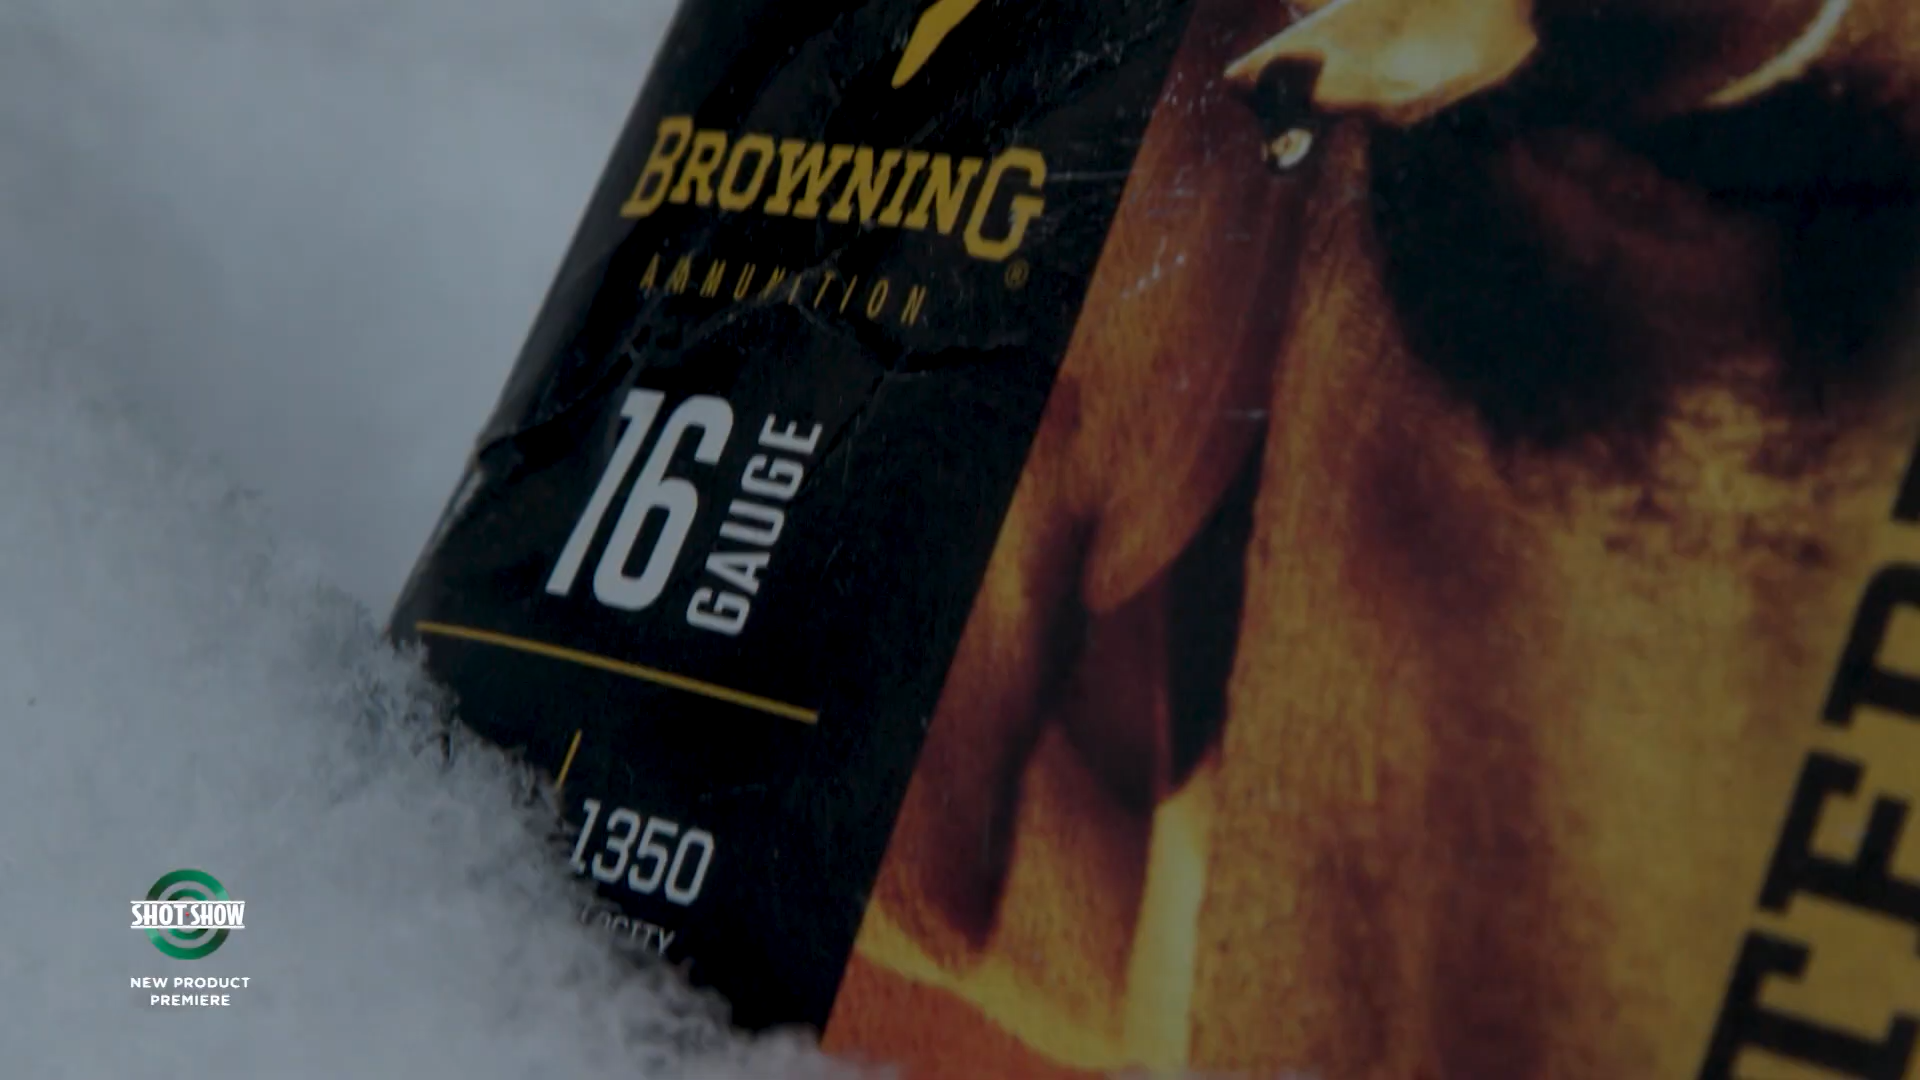 BROWNING®
AMMUNITION
16
GAUGE
1350
SHOT SHOW
NEW PRODUCT
PREMIERE